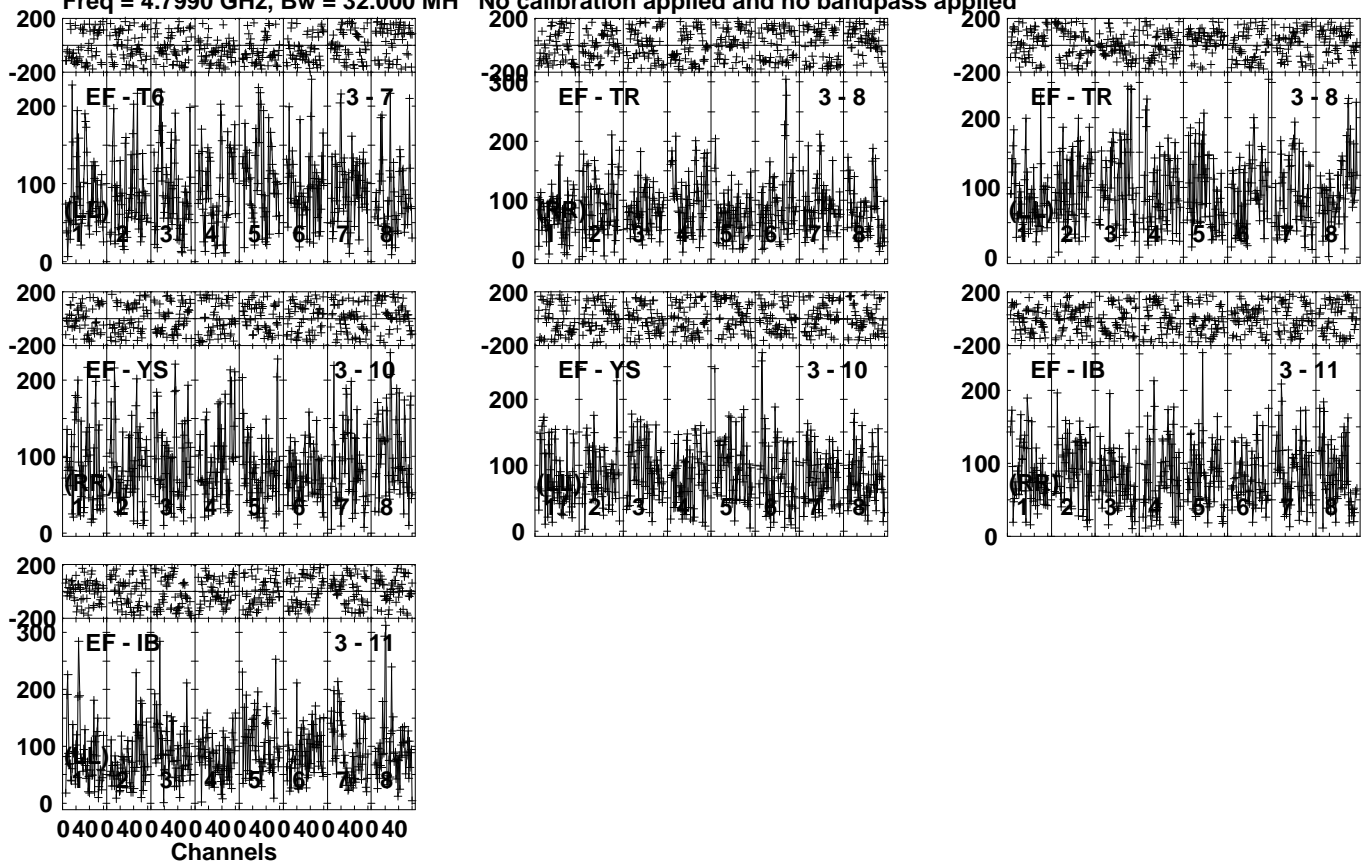 Freq = 4.7990 GHz, Bw = 32.000 MH No calibration applied and no bandpass applied
200
-200
EF - T6 3 - 7
200
100
(LL)
1 2 3 4 5 6 7 8
0
200
-200
300
EF - TR 3 - 8
200
100
(RR)
1 2 3 4 5 6 7 8
0
200
-200
EF - TR 3 - 8
200
100
(LL)
1 2 3 4 5 6 7 8
0
200
-200
EF - YS 3 - 10
200
100
(RR)
1 2 3 4 5 6 7 8
0
200
-200
EF - YS 3 - 10
200
100
(LL)
1 2 3 4 5 6 7 8
0
200
-200
EF - IB 3 - 11
200
100
(RR)
1 2 3 4 5 6 7 8
0
200
-200
300
EF - IB 3 - 11
200
100
(LL)
1 2 3 4 5 6 7 8
0
0 40 0 40 0 40 0 40 0 40 0 40 0 40 0 40
Channels